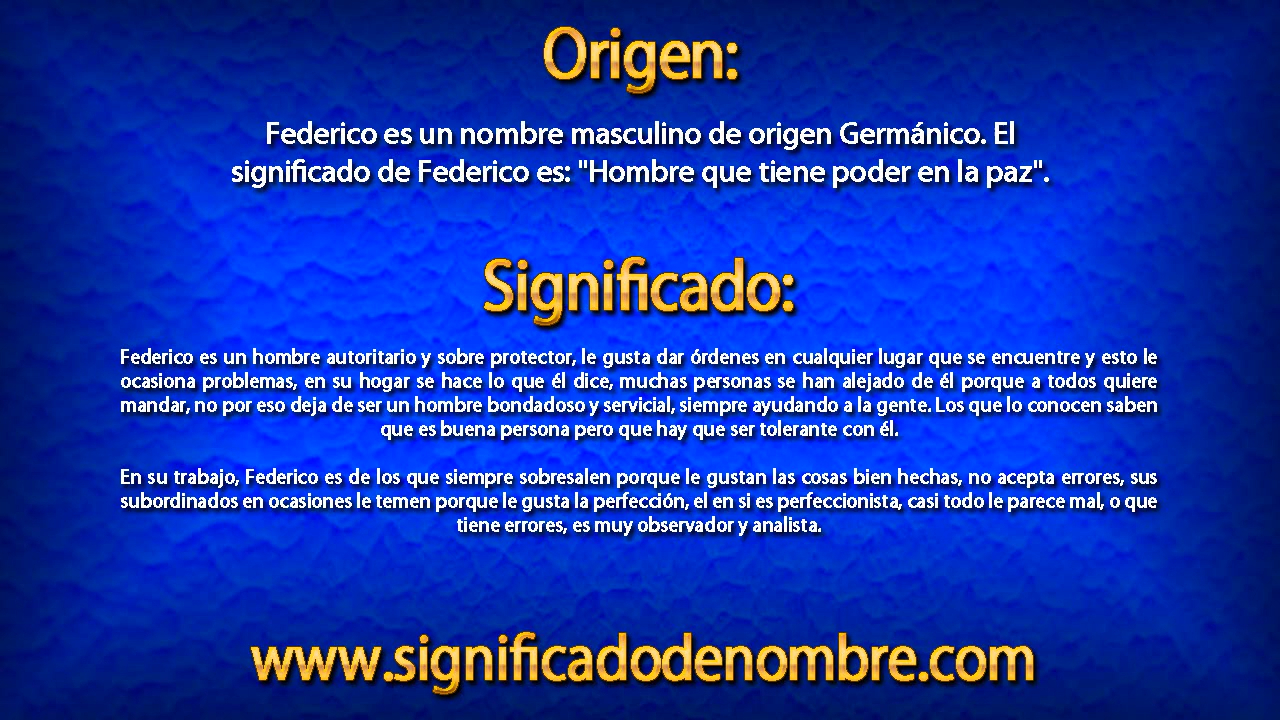 Origen:
Federico es un nombre masculino de origen Germánico. El
significado de Federico es: "Hombre que tiene poder en la paz".
Significado:
Federico es un hombre autoritario y sobre protector, le gusta dar órdenes en cualquier lugar que se encuentre y esto le
ocasiona problemas, en su hogar se hace lo que él dice, muchas personas se han alejado de él porque a todos quiere
mandar, no por eso deja de ser un hombre bondadoso y servicial, siempre ayudando a la gente. Los que lo conocen saben
que es buena persona pero que hay que ser tolerante con él.
En su trabajo, Federico es de los que siempre sobresalen porque le gustan las cosas bien hechas, no acepta errores, sus
subordinados en ocasiones le temen porque le gusta la perfección, el en si es perfeccionista, casi todo le parece mal, o que
tiene errores, es muy observador y analista.
www.significadodenombre.com